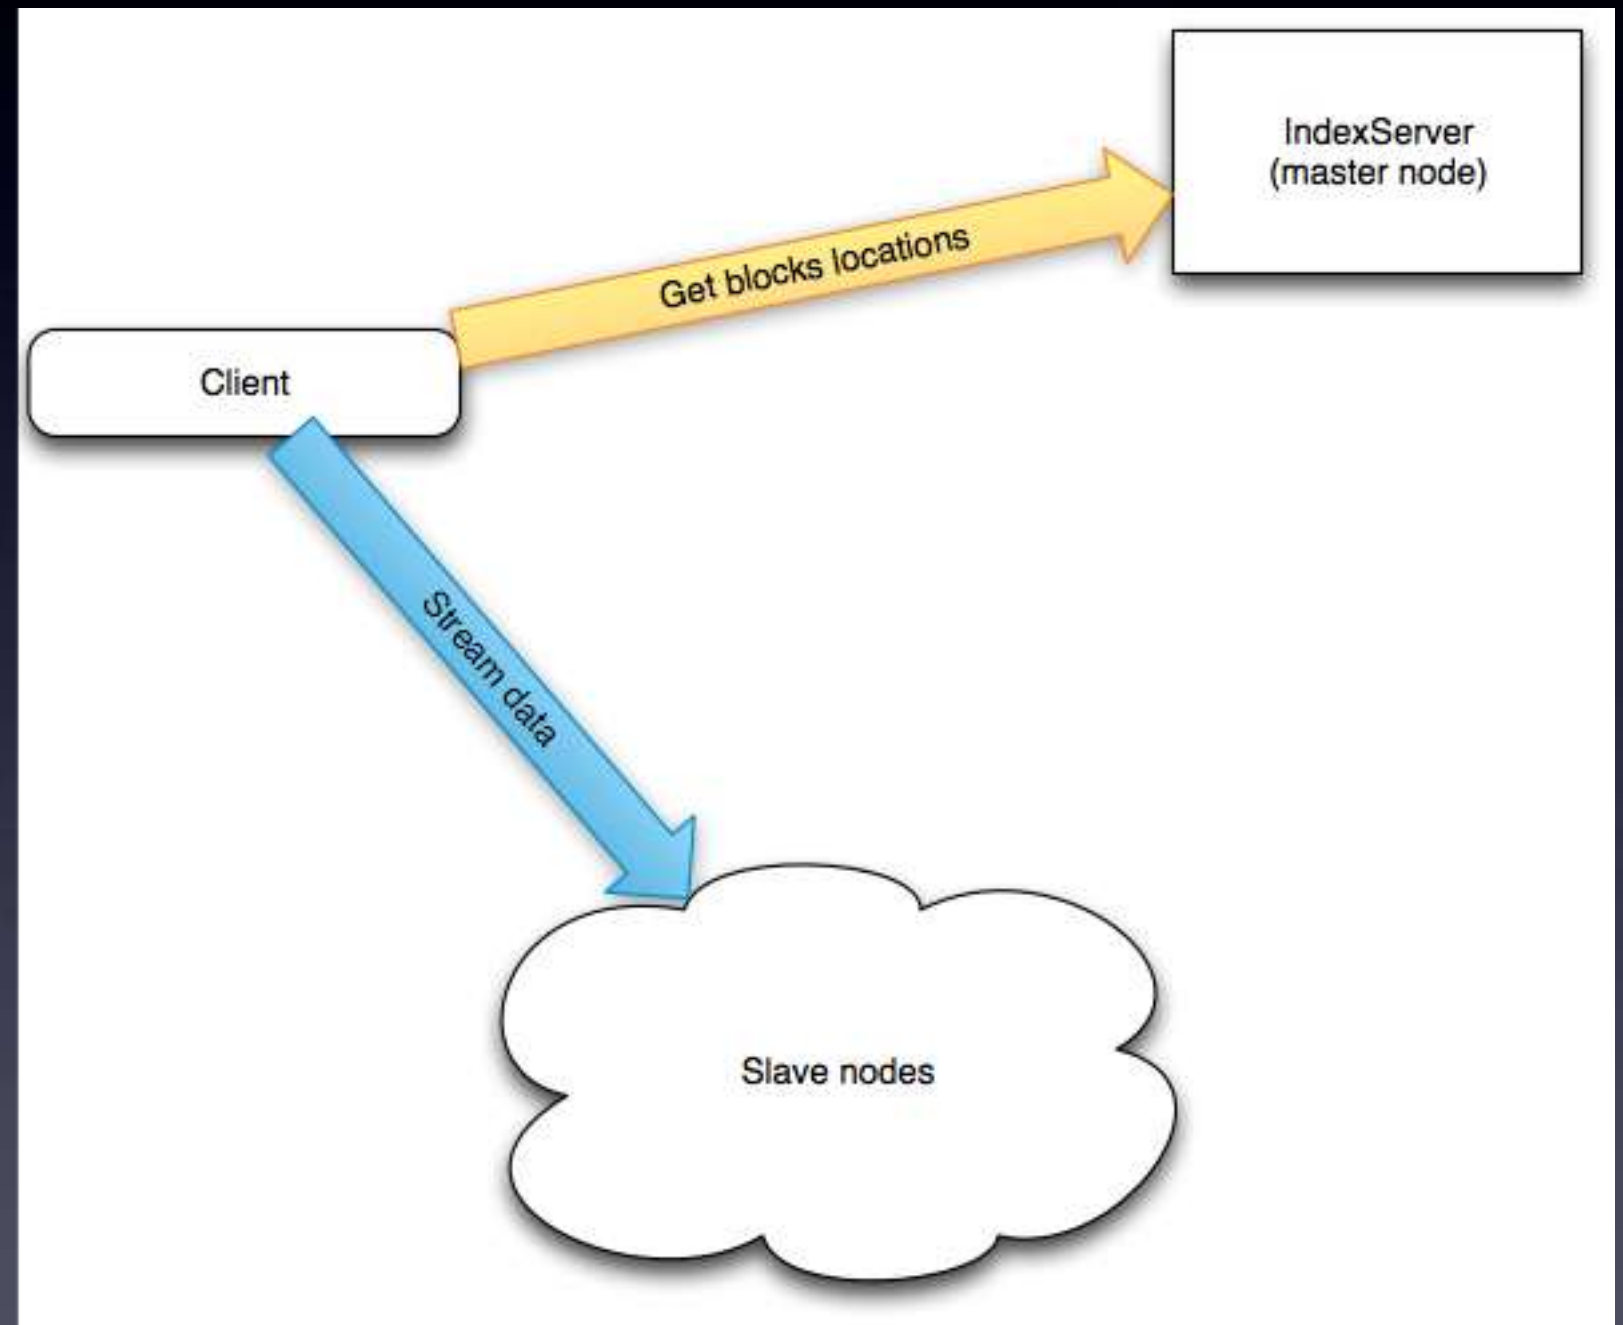 IndexServer
(master node)
Get blocks locations
Client
Stream data
Slave nodes